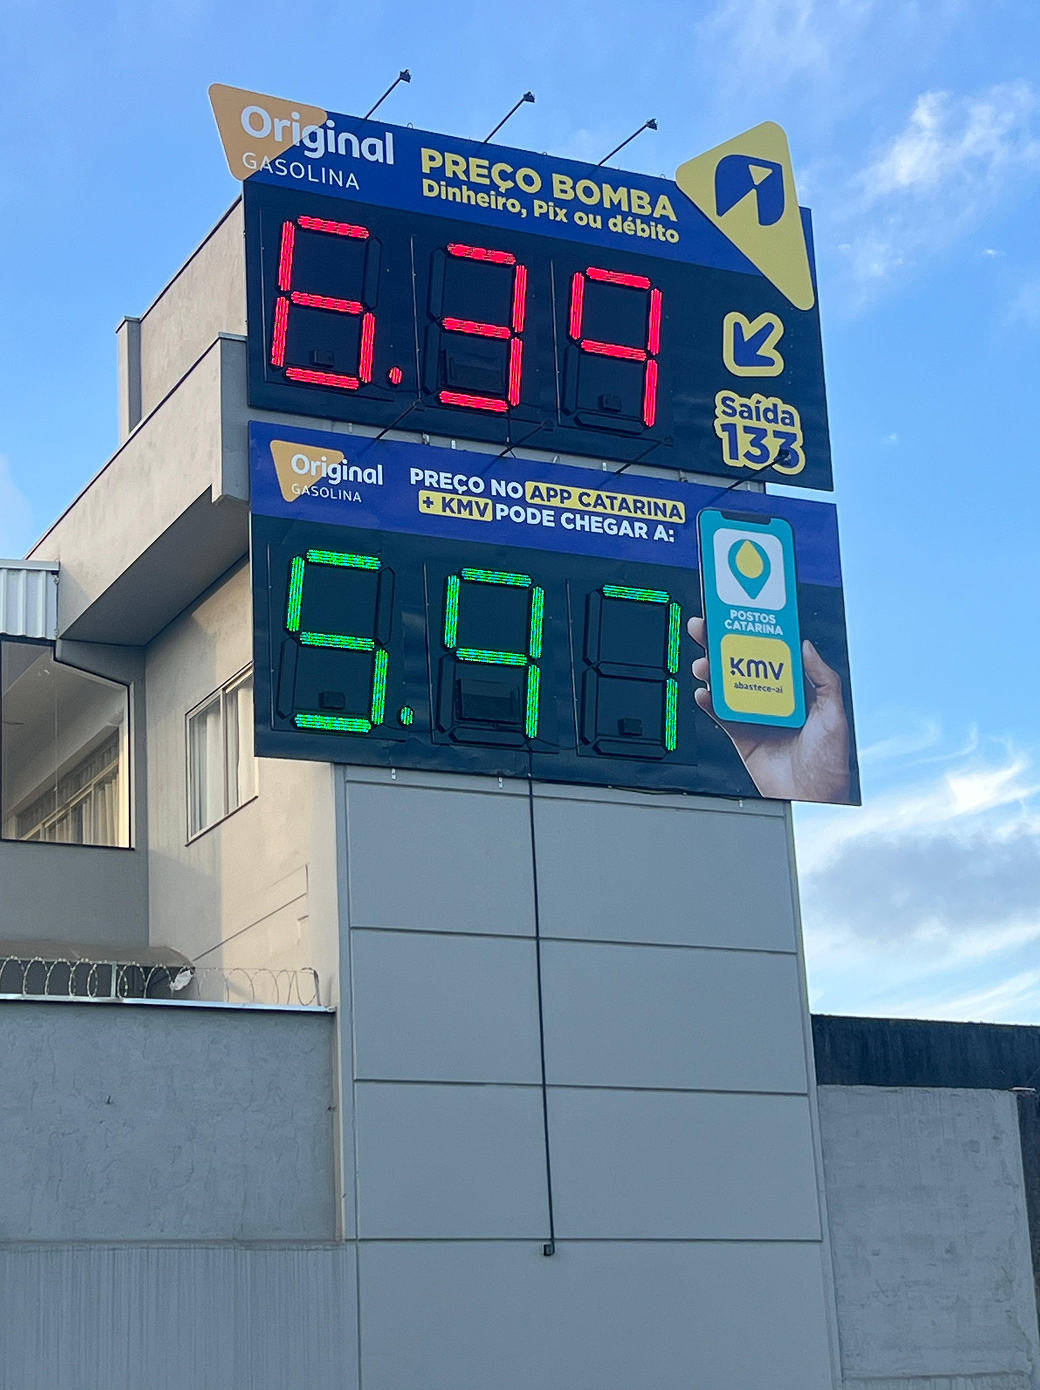 Original
GASOLINA
PREÇO BOMBA
Dinheiro, Pix ou débito
6.39
Saída
133
Original
GASOLINA
PREÇO NO APP CATARINA
+ KMV PODE CHEGAR A:
5.97
POSTOS
CATARINA
KMV
abastece-aí